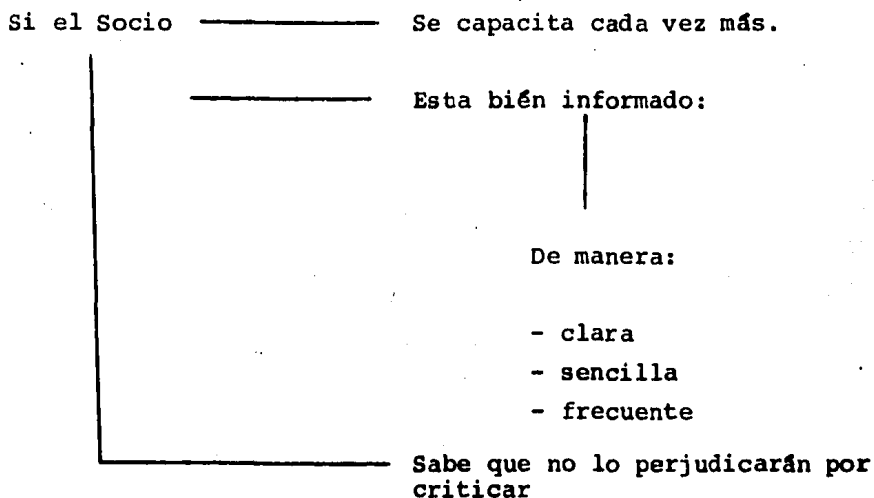 Si el Socio Se capacita cada vez más.
Esta bién informado:
De manera:
- clara
- sencilla
- frecuente
Sabe que no lo perjudicarán por
criticar